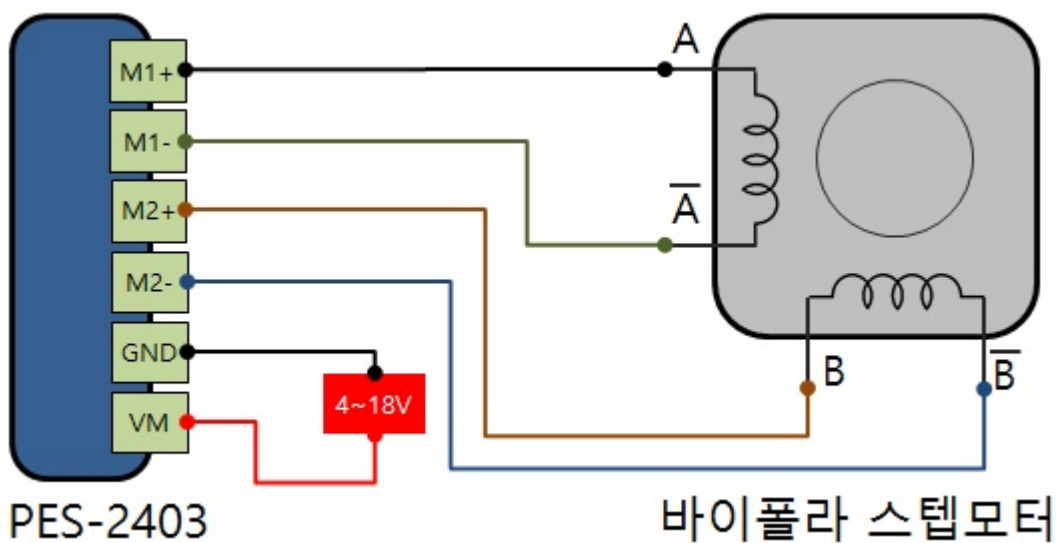 M1+
M1-
M2+
M2-
GND
VM
4~18V
A
A̅
B
B̅
PES-2403
바이폴라 스텝모터